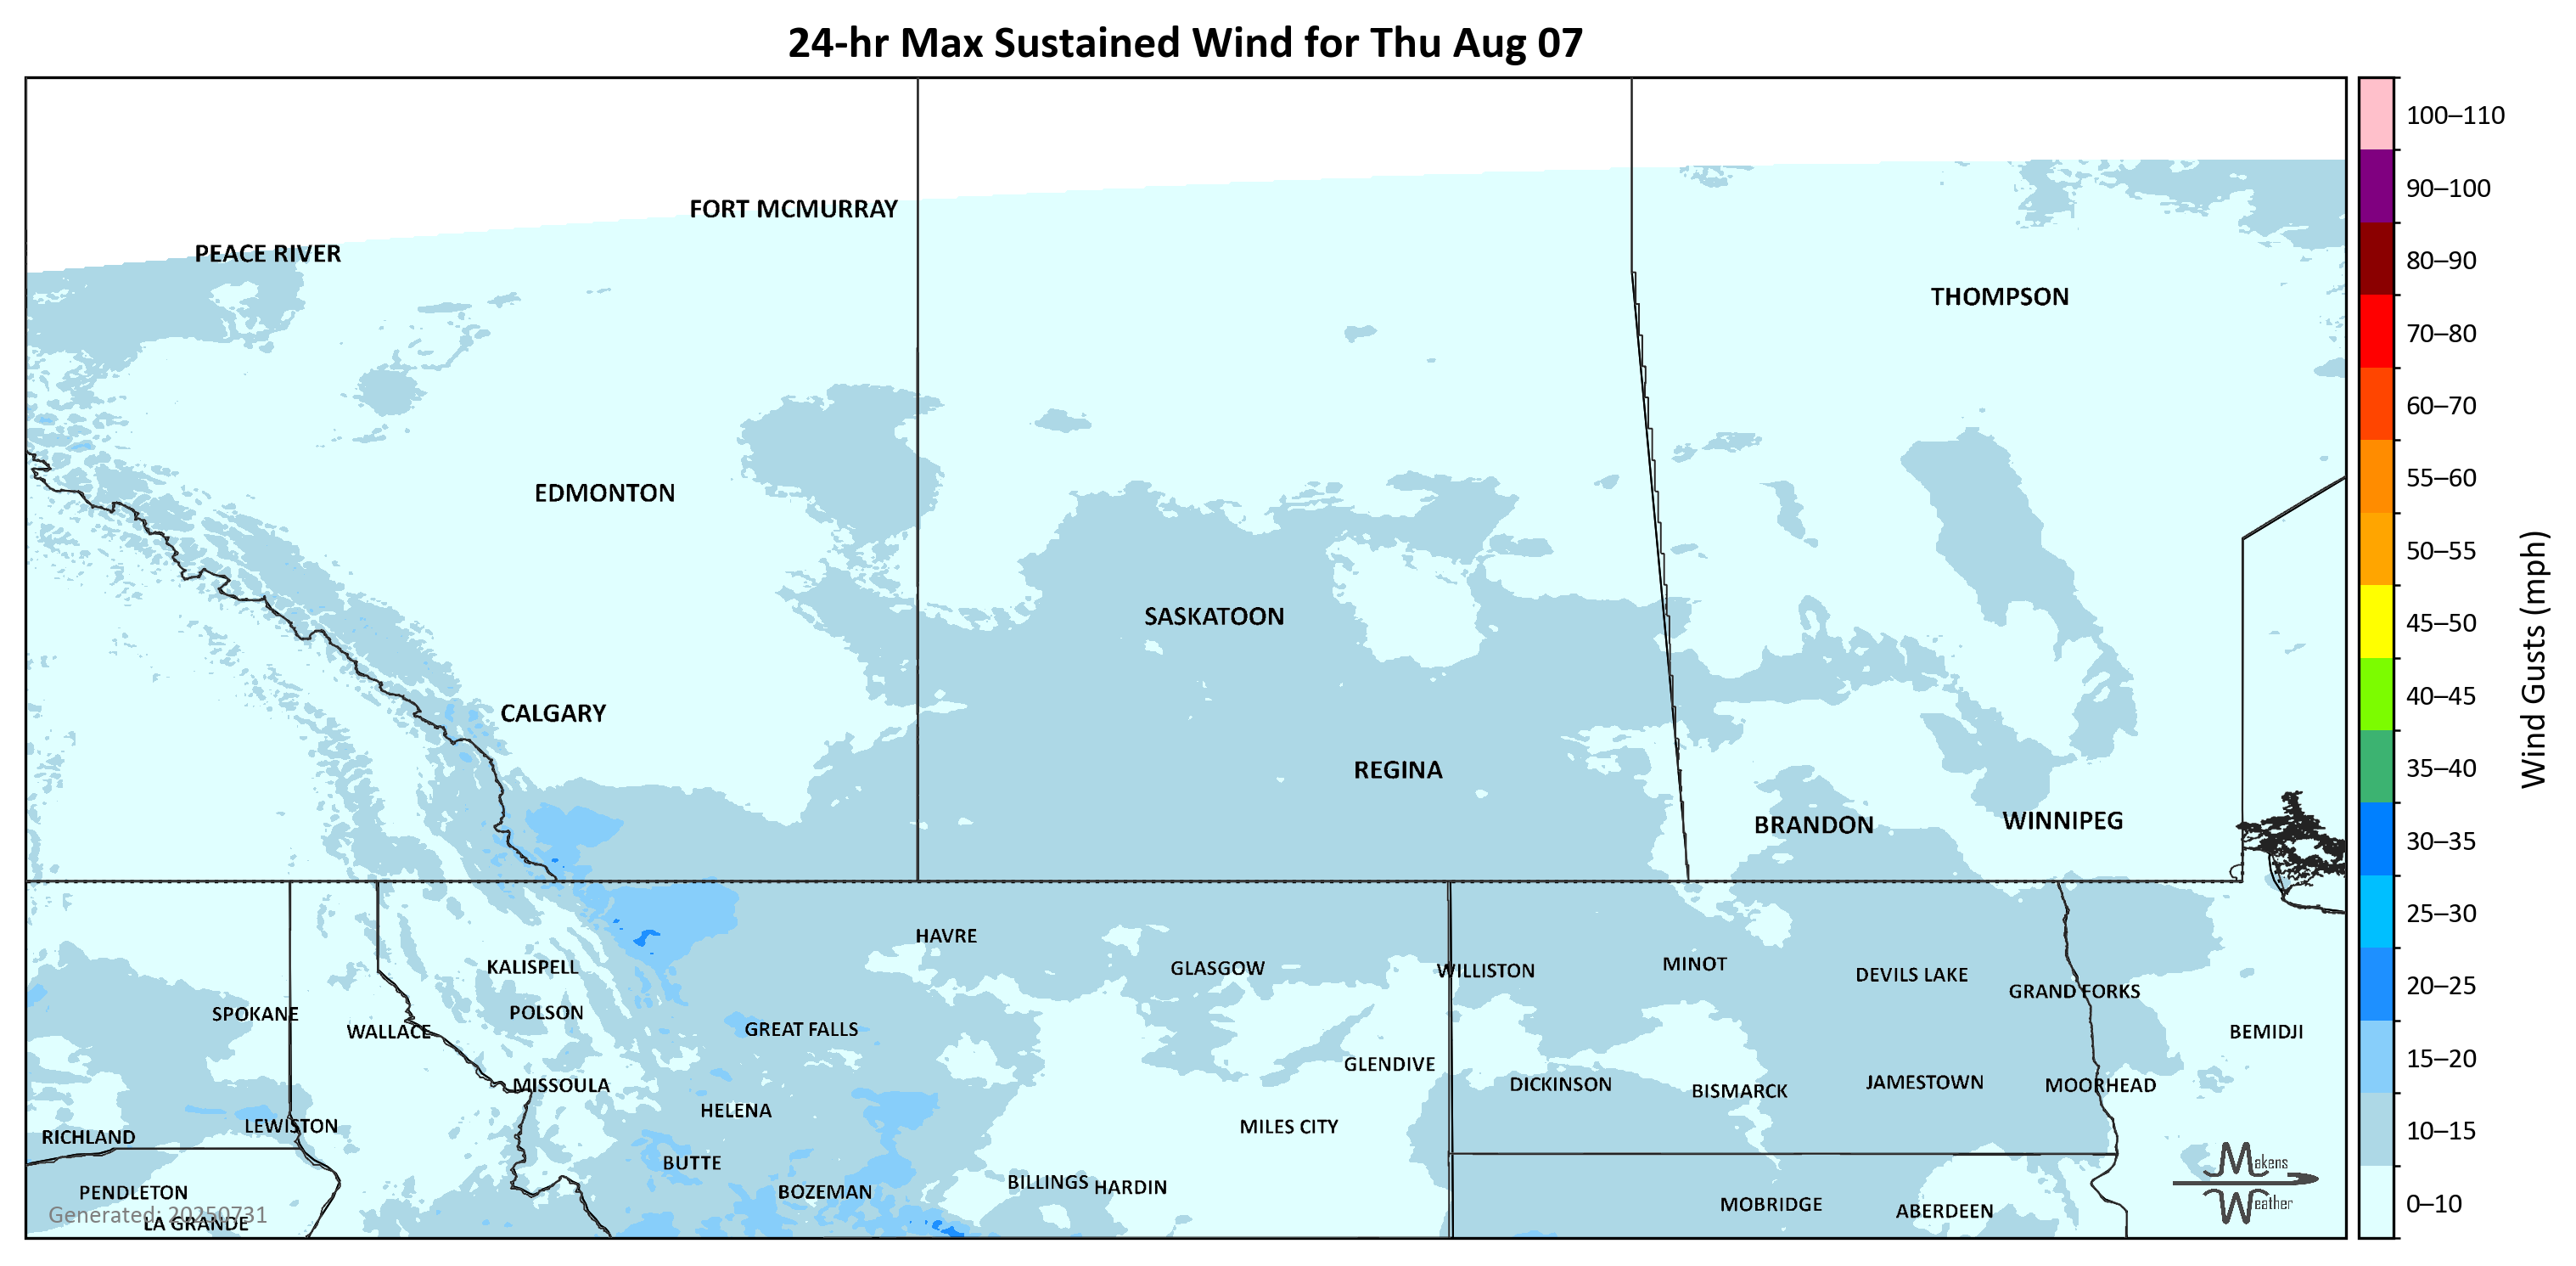 24-hr Max Sustained Wind for Thu Aug 07
100–110
FORT MCMURRAY
90–100
PEACE RIVER
80–90
THOMPSON
70–80
60–70
EDMONTON
55–60
50–55
SASKATOON
45–50
CALGARY
40–45
Wind Gusts (mph)
REGINA
35–40
BRANDON
WINNIPEG
30–35
HAVRE
25–30
KALISPELL
GLASGOW
WILLISTON
MINOT
DEVILS LAKE
20–25
GRAND FORKS
SPOKANE
POLSON
WALLACE
GREAT FALLS
BEMIDJI
15–20
GLENDIVE
MISSOULA
DICKINSON
BISMARCK
JAMESTOWN
MOORHEAD
HELENA
LEWISTON
MILES CITY
RICHLAND
10–15
BUTTE
Makens
Weather
PENDLETON
BOZEMAN
BILLINGS
HARDIN
MOBRIDGE
ABERDEEN
0–10
Generated: 20250731
LA GRANDE